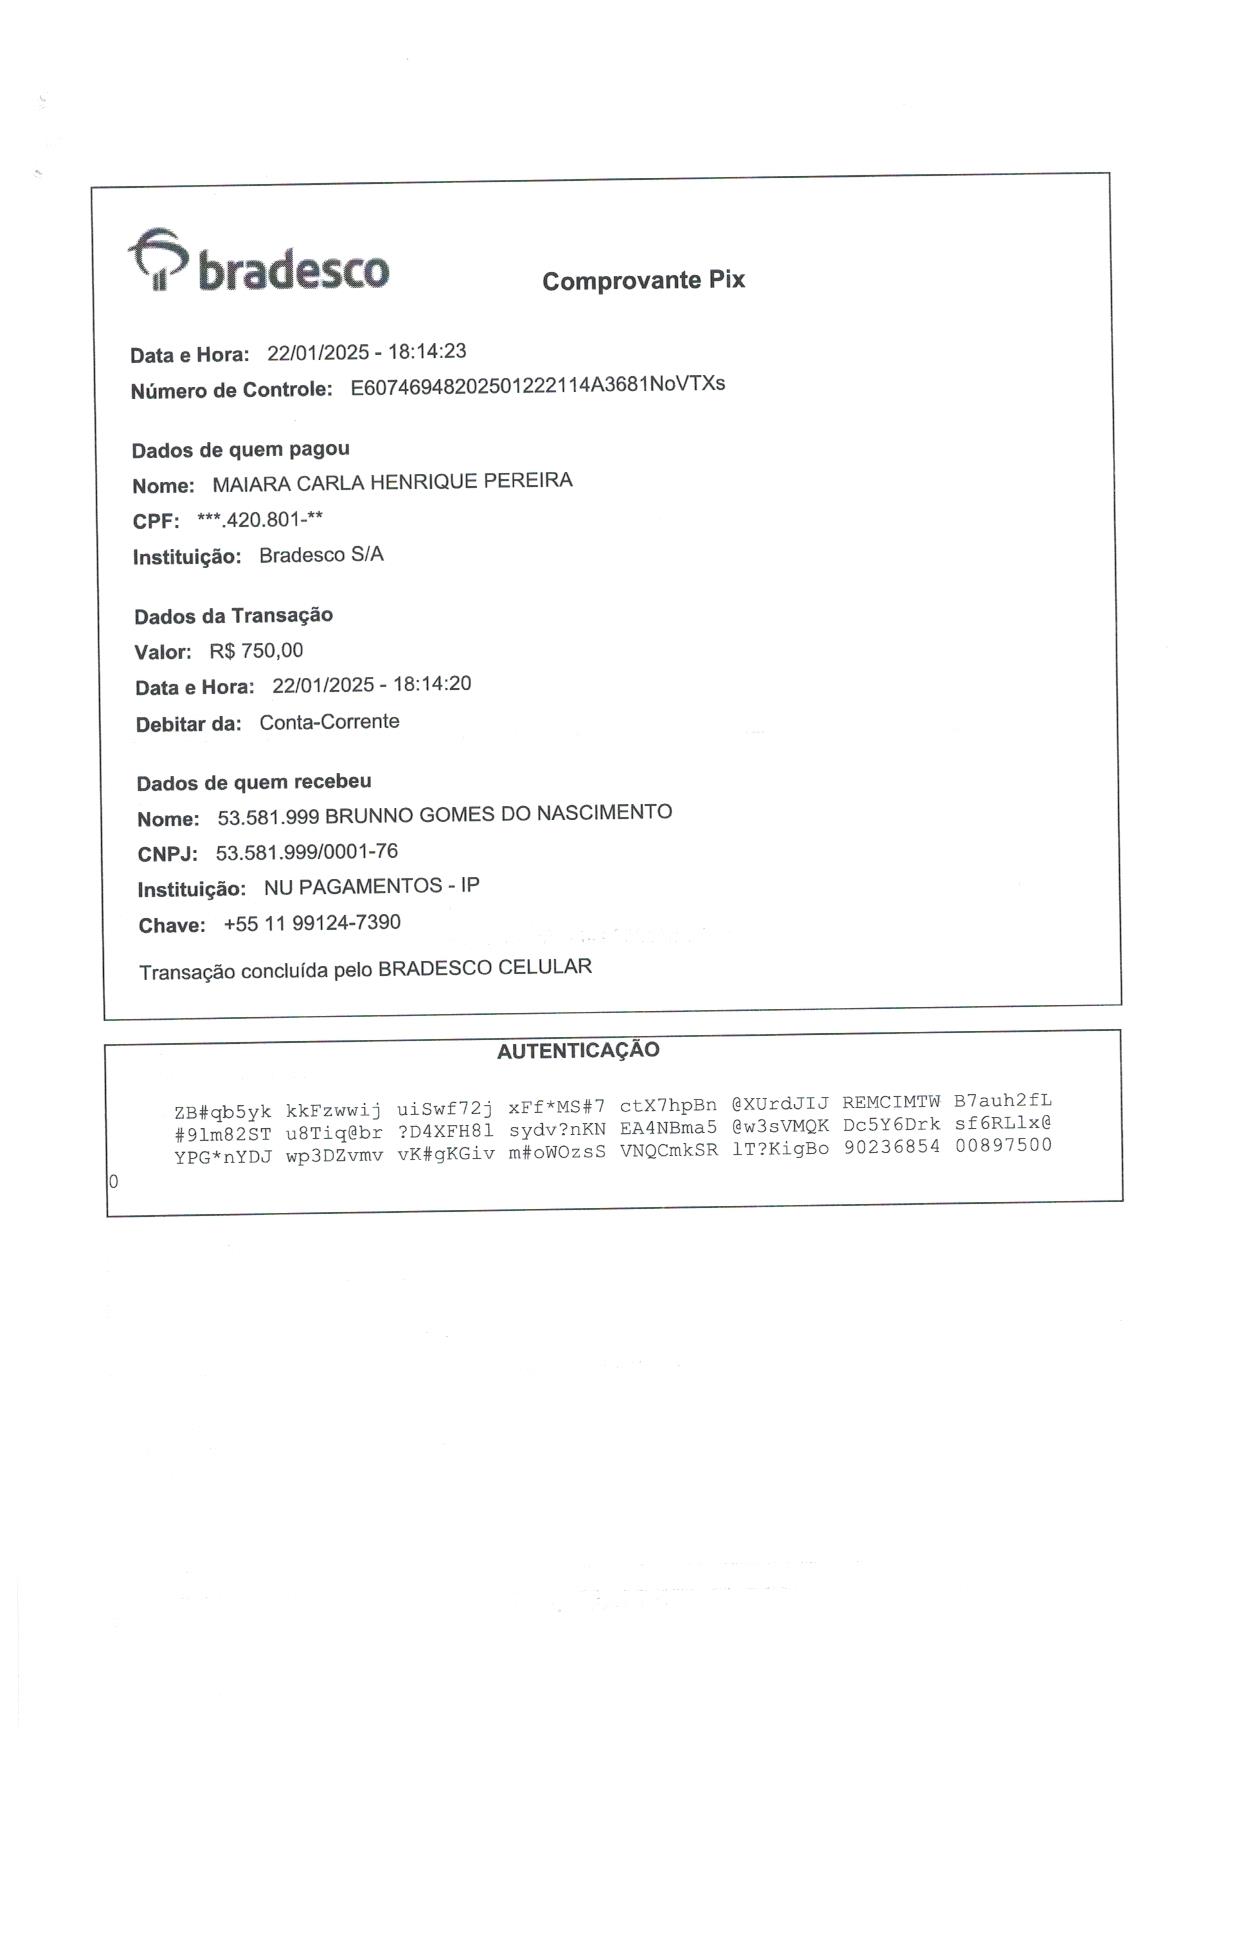 bradesco
Comprovante Pix
Data e Hora: 22/01/2025 - 18:14:23
Número de Controle: E60746948202501222114A3681NoVTXs
Dados de quem pagou
Nome: MAIARA CARLA HENRIQUE PEREIRA
CPF: ***.420.801-**
Instituição: Bradesco S/A
Dados da Transação
Valor: R$ 750,00
Data e Hora: 22/01/2025 - 18:14:20
Debitar da: Conta-Corrente
Dados de quem recebeu
Nome: 53.581.999 BRUNNO GOMES DO NASCIMENTO
CNPJ: 53.581.999/0001-76
Instituição: NU PAGAMENTOS - IP
Chave: +55 11 99124-7390
Transação concluída pelo BRADESCO CELULAR
AUTENTICAÇÃO
ZB#qb5yk kkFzwwij uiSwf72j xFf*MS#7 ctX7hpBn @XUrdJIJ REMCIMTW B7auh2fL
#9lm82ST u8Tiq@br ?D4XFH8l sydv?nKN EA4NBma5 @w3sVMQK Dc5Y6Drk sf6RLlx@
YPG*nYDJ wp3DZvmv vK#gKGiv m#oWOzsS VNQCmkSR lT?KigBo 90236854 00897500
0